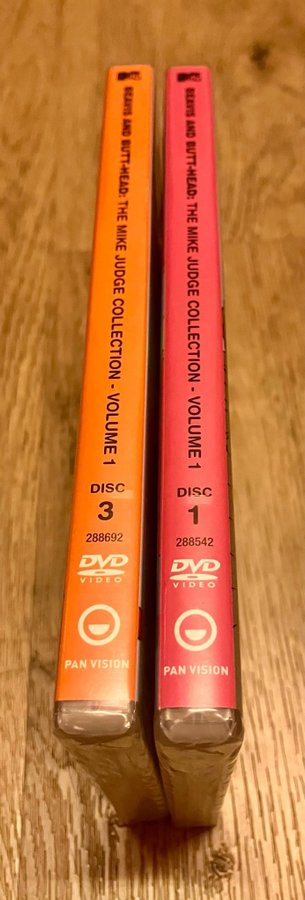 BEAVIS AND BUTT-HEAD: THE MIKE JUDGE COLLECTION - VOLUME 1
DISC
3
288692
DVD
VIDEO
PAN VISION
BEAVIS AND BUTT-HEAD: THE MIKE JUDGE COLLECTION - VOLUME 1
DISC
1
288542
DVD
VIDEO
PAN VISION